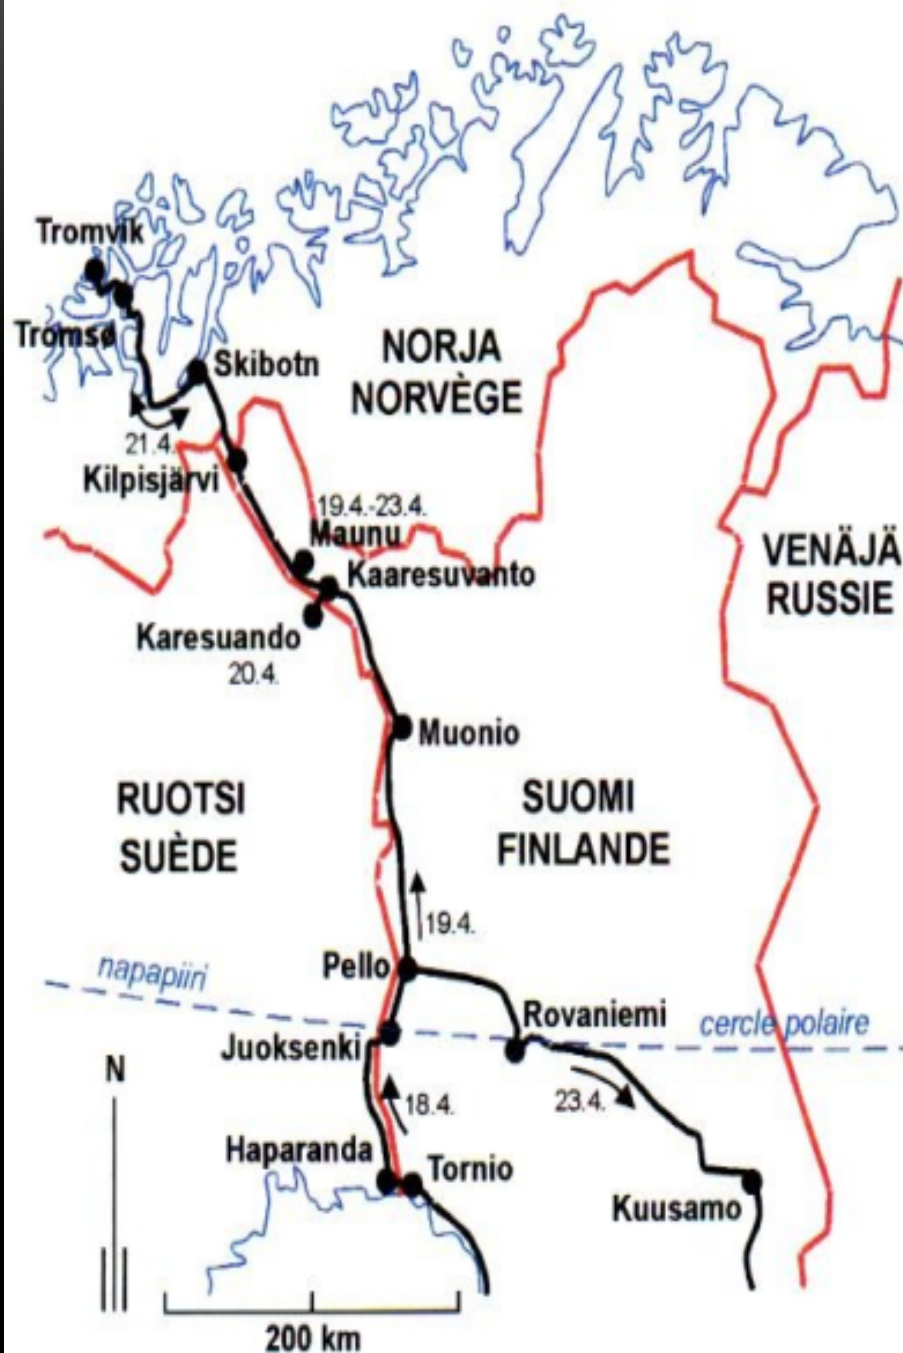 Tromvik
Tromsø
Skibotn
NORJA
NORVÈGE
21.4.
Kilpisjärvi
19.4.-23.4.
Maunu
Kaaresuvanto
VENÄJÄ
RUSSIE
Karesuando
20.4.
Muonio
RUOTSI
SUÈDE
SUOMI
FINLANDE
19.4.
Pello
napapiiri
Rovaniemi
cercle polaire
Juoksenki
N
18.4.
23.4.
Haparanda
Tornio
Kuusamo
200 km